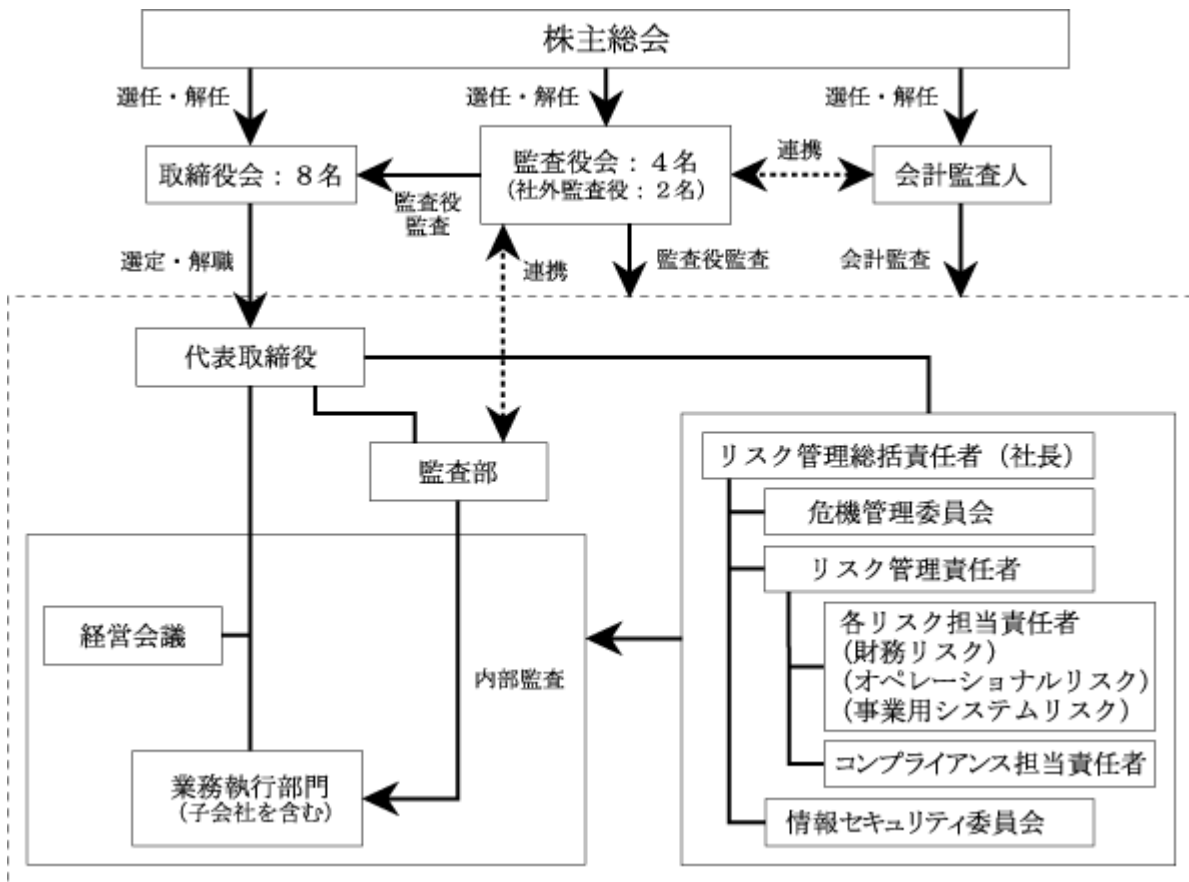 株主総会
選任・解任
選任・解任
選任・解任
取締役会：８名
監査役会：４名
(社外監査役：２名)
連携
会計監査人
監査役
監査
選定・解職
連携
監査役監査
会計監査
代表取締役
監査部
リスク管理総括責任者（社長）
危機管理委員会
リスク管理責任者
各リスク担当責任者
(財務リスク)
(オペレーショナルリスク)
(事業用システムリスク)
コンプライアンス担当責任者
情報セキュリティ委員会
経営会議
内部監査
業務執行部門
(子会社を含む)